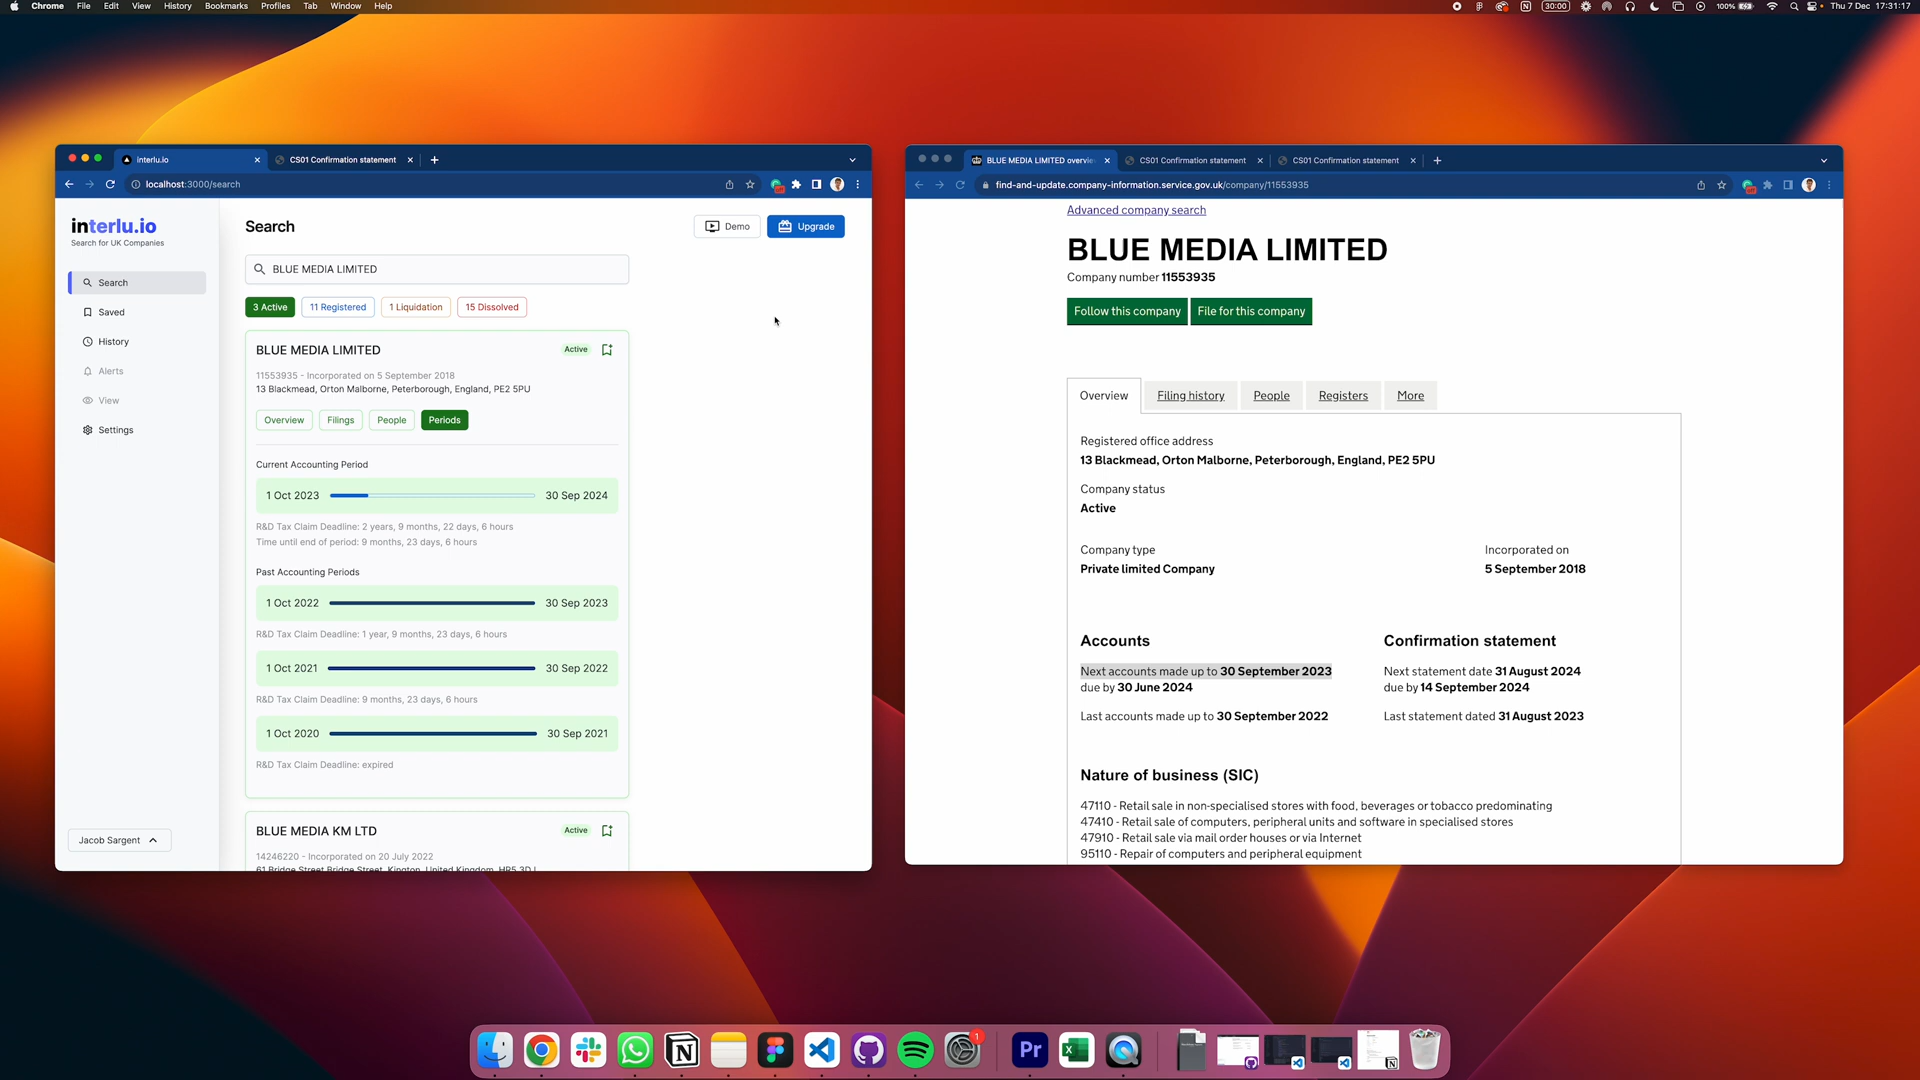 Chrome File Edit View History Bookmarks Profiles Tab Window Help
30:00 100% Thu 7 Dec 17:31:17
interlu.io
CS01 Confirmation statement
localhost:3000/search
interlu.io
Search for UK Companies
Search
Saved
History
Alerts
View
Settings
Jacob Sargent
Search
Demo
Upgrade
BLUE MEDIA LIMITED
3 Active
11 Registered
1 Liquidation
15 Dissolved
BLUE MEDIA LIMITED
Active
11553935 - Incorporated on 5 September 2018
13 Blackmead, Orton Malborne, Peterborough, England, PE2 5PU
Overview
Filings
People
Periods
Current Accounting Period
1 Oct 2023
30 Sep 2024
R&D Tax Claim Deadline: 2 years, 9 months, 22 days, 6 hours
Time until end of period: 9 months, 23 days, 6 hours
Past Accounting Periods
1 Oct 2022
30 Sep 2023
R&D Tax Claim Deadline: 1 year, 9 months, 23 days, 6 hours
1 Oct 2021
30 Sep 2022
R&D Tax Claim Deadline: 9 months, 23 days, 6 hours
1 Oct 2020
30 Sep 2021
R&D Tax Claim Deadline: expired
BLUE MEDIA KM LTD
Active
14246220 - Incorporated on 20 July 2022
61 Bridge Street Bridge Street, Kington, United Kingdom, HR5 3DJ
BLUE MEDIA LIMITED overvie
CS01 Confirmation statement
CS01 Confirmation statement
find-and-update.company-information.service.gov.uk/company/11553935
Advanced company search
BLUE MEDIA LIMITED
Company number 11553935
Follow this company
File for this company
Overview
Filing history
People
Registers
More
Registered office address
13 Blackmead, Orton Malborne, Peterborough, England, PE2 5PU
Company status
Active
Company type
Private limited Company
Incorporated on
5 September 2018
Accounts
Next accounts made up to 30 September 2023
due by 30 June 2024
Last accounts made up to 30 September 2022
Confirmation statement
Next statement date 31 August 2024
due by 14 September 2024
Last statement dated 31 August 2023
Nature of business (SIC)
47110 - Retail sale in non-specialised stores with food, beverages or tobacco predominating
47410 - Retail sale of computers, peripheral units and software in specialised stores
47910 - Retail sale via mail order houses or via Internet
95110 - Repair of computers and peripheral equipment
1
Pr